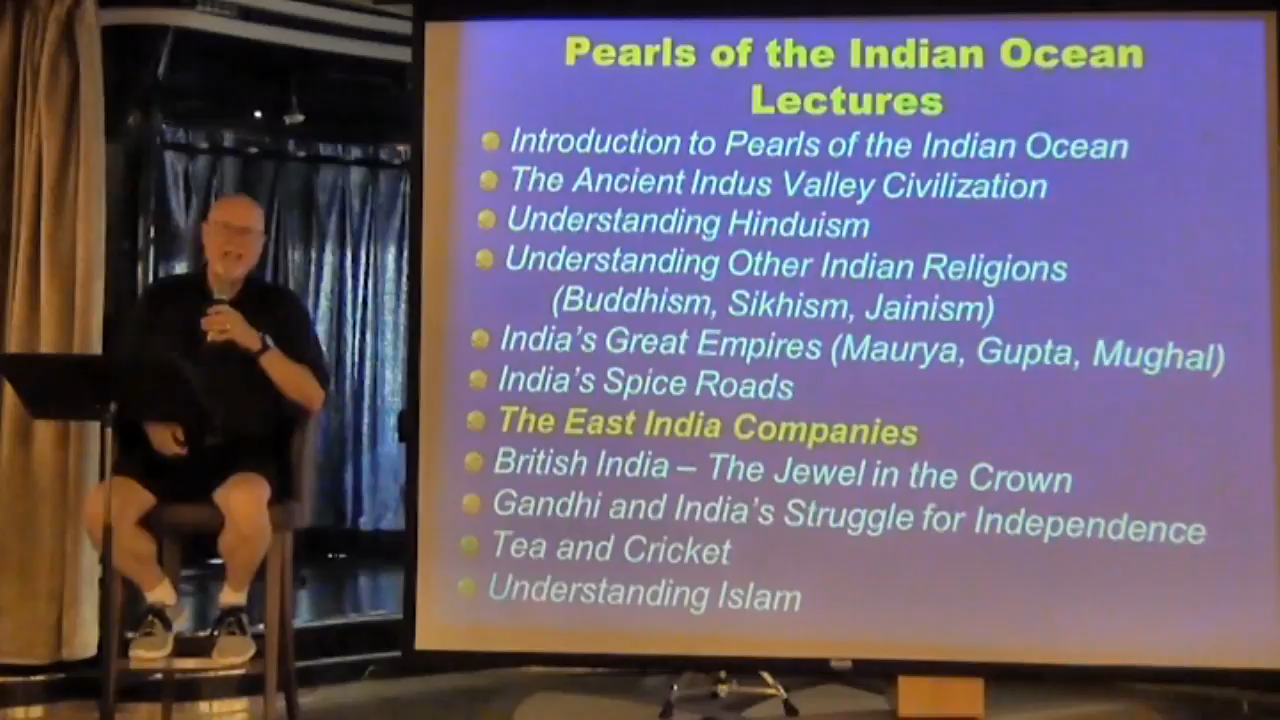 Pearls of the Indian Ocean
Lectures
Introduction to Pearls of the Indian Ocean
The Ancient Indus Valley Civilization
Understanding Hinduism
Understanding Other Indian Religions
(Buddhism, Sikhism, Jainism)
India's Great Empires (Maurya, Gupta, Mughal)
India's Spice Roads
The East India Companies
British India – The Jewel in the Crown
Gandhi and India's Struggle for Independence
Tea and Cricket
Understanding Islam